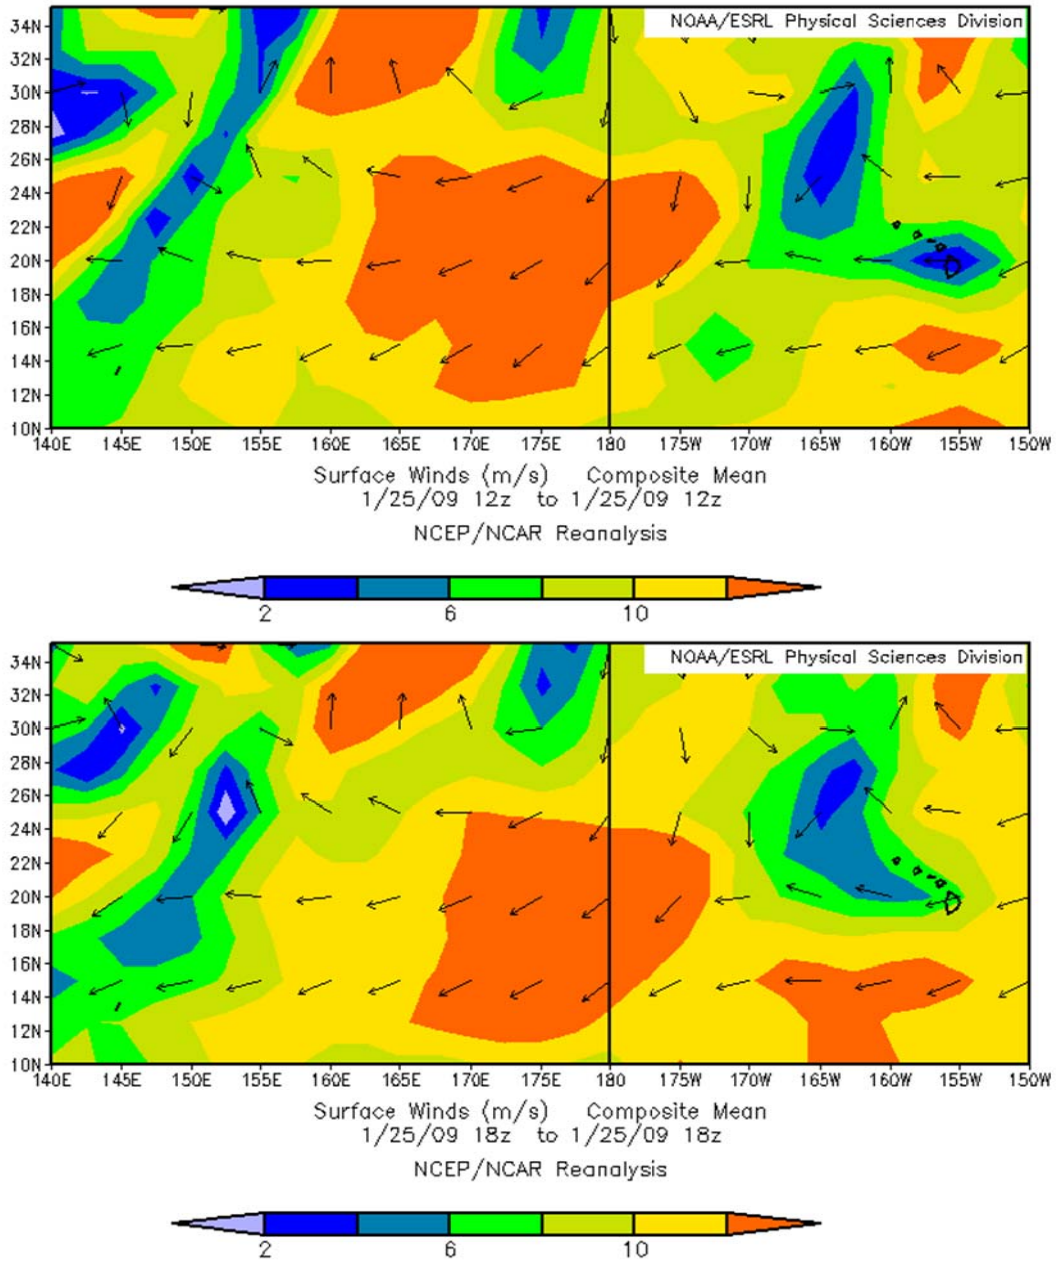 NOAA/ESRL Physical Sciences Division
34N
32N
30N
28N
26N
24N
22N
20N
18N
16N
14N
12N
10N
140E 145E 150E 155E 160E 165E 170E 175E 180 175W 170W 165W 160W 155W 150W
Surface Winds (m/s) Composite Mean
1/25/09 12z to 1/25/09 12z
NCEP/NCAR Reanalysis
2 6 10
NOAA/ESRL Physical Sciences Division
34N
32N
30N
28N
26N
24N
22N
20N
18N
16N
14N
12N
10N
140E 145E 150E 155E 160E 165E 170E 175E 180 175W 170W 165W 160W 155W 150W
Surface Winds (m/s) Composite Mean
1/25/09 18z to 1/25/09 18z
NCEP/NCAR Reanalysis
2 6 10